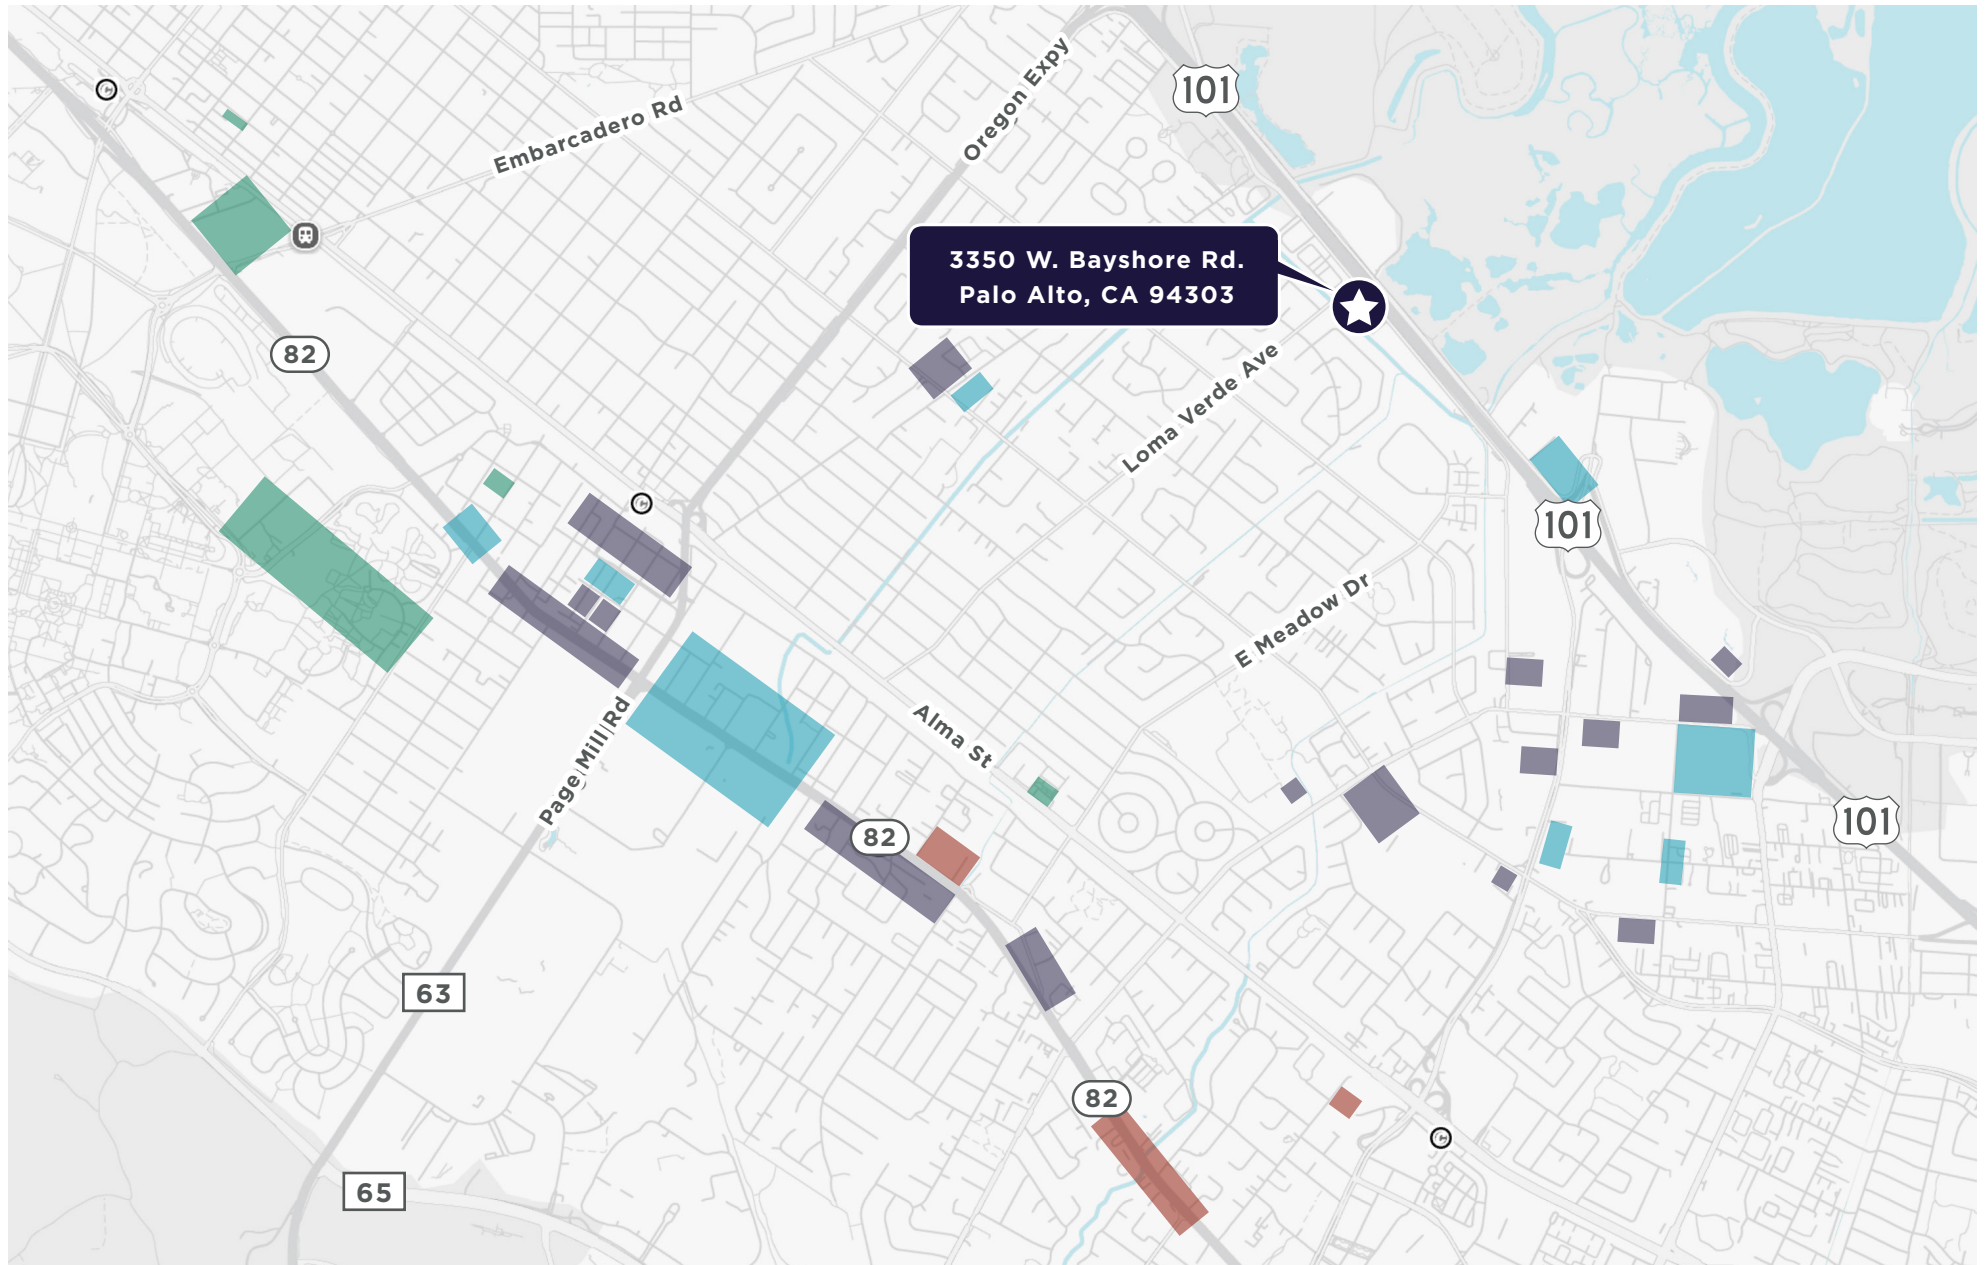 Embarcadero Rd
Oregon Expy
101
3350 W. Bayshore Rd.
Palo Alto, CA 94303
82
Loma Verde Ave
101
E Meadow Dr
Page Mill Rd
Alma St
82
101
63
82
65